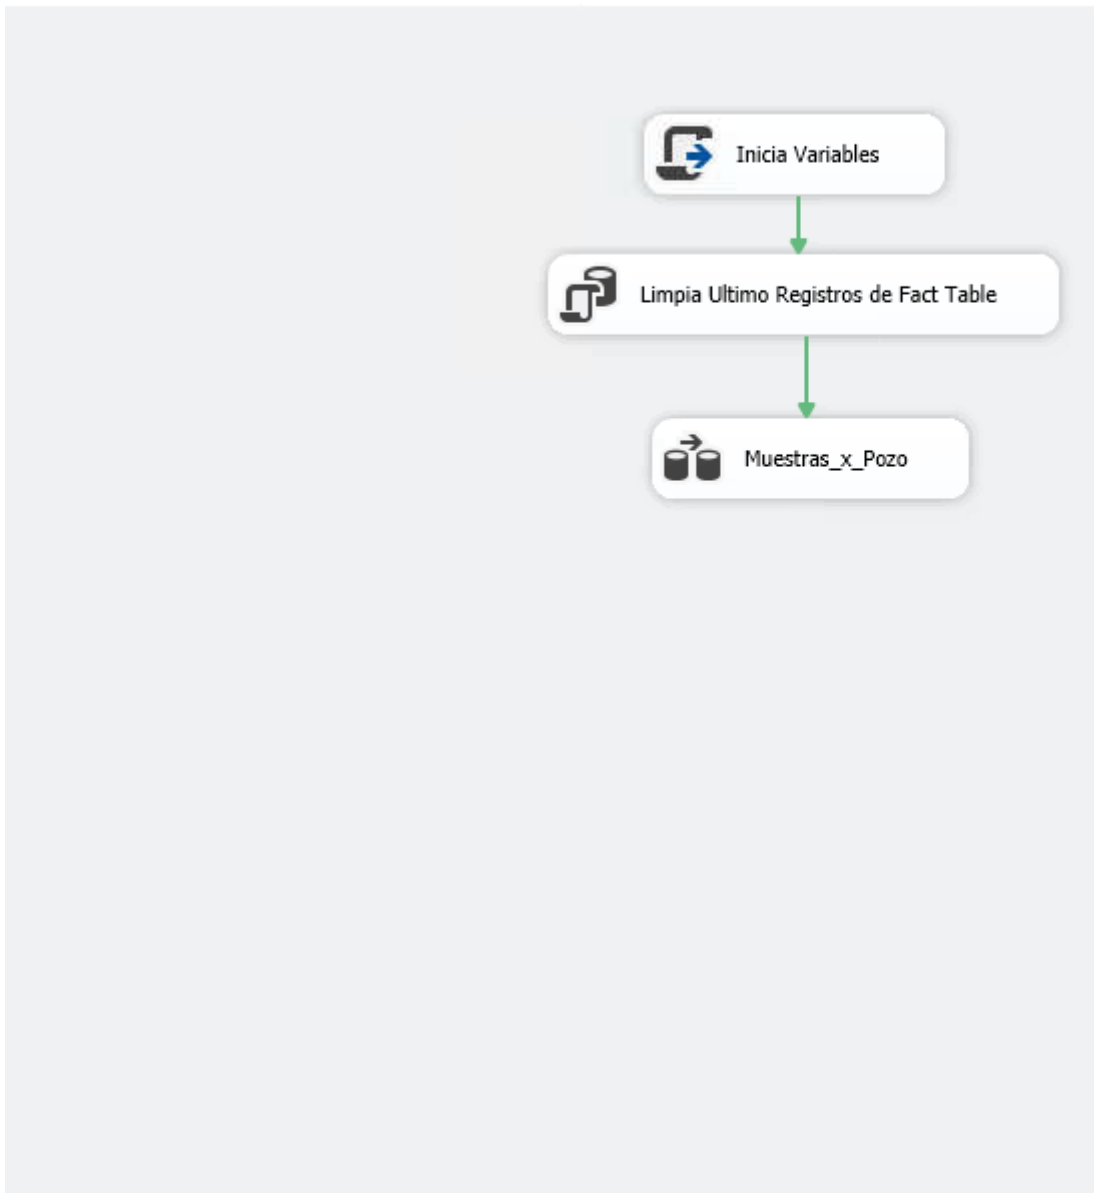 Inicia Variables
Limpia Ultimo Registros de Fact Table
Muestras_x_Pozo